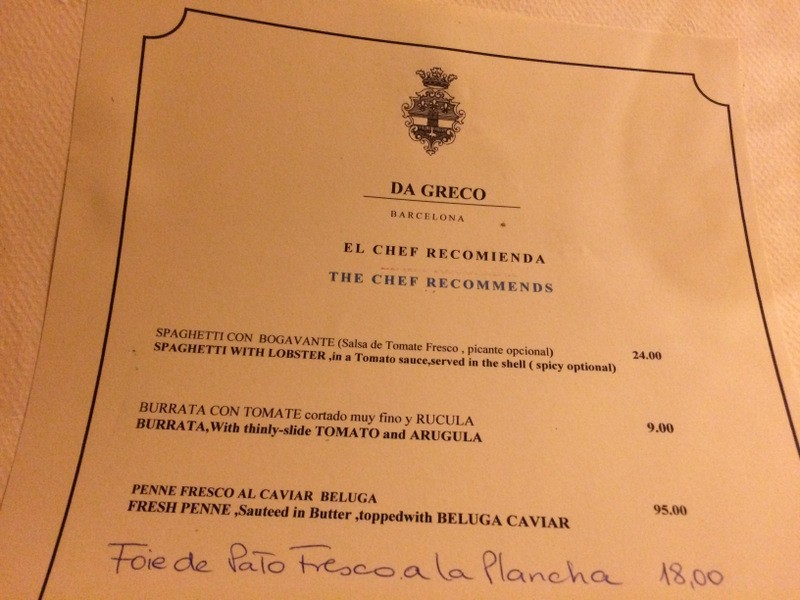 DA GRECO
BARCELONA
EL CHEF RECOMIENDA
THE CHEF RECOMMENDS
SPAGHETTI CON BOGAVANTE (Salsa de Tomate Fresco , picante opcional)
SPAGHETTI WITH LOBSTER ,in a Tomato sauce,served in the shell ( spicy optional) 24.00
BURRATA CON TOMATE cortado muy fino y RUCULA
BURRATA,With thinly-slide TOMATO and ARUGULA 9.00
PENNE FRESCO AL CAVIAR BELUGA
FRESH PENNE ,Sauteed in Butter ,toppedwith BELUGA CAVIAR 95.00
Foie de Pato Fresco a la Plancha 18,00